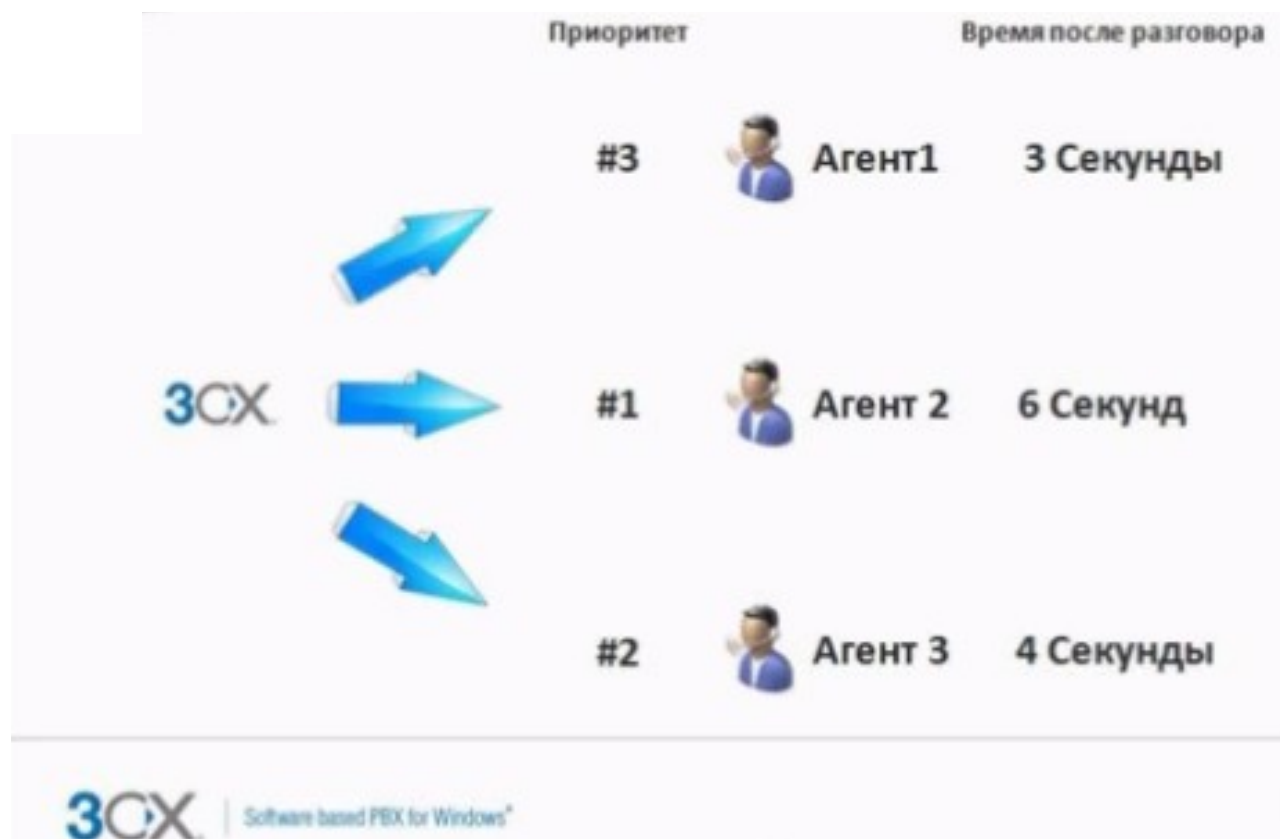 Приоритет Время после разговора
#3 Агент1 3 Секунды
3CX #1 Агент 2 6 Секунд
#2 Агент 3 4 Секунды
3CX Software based PBX for Windows®